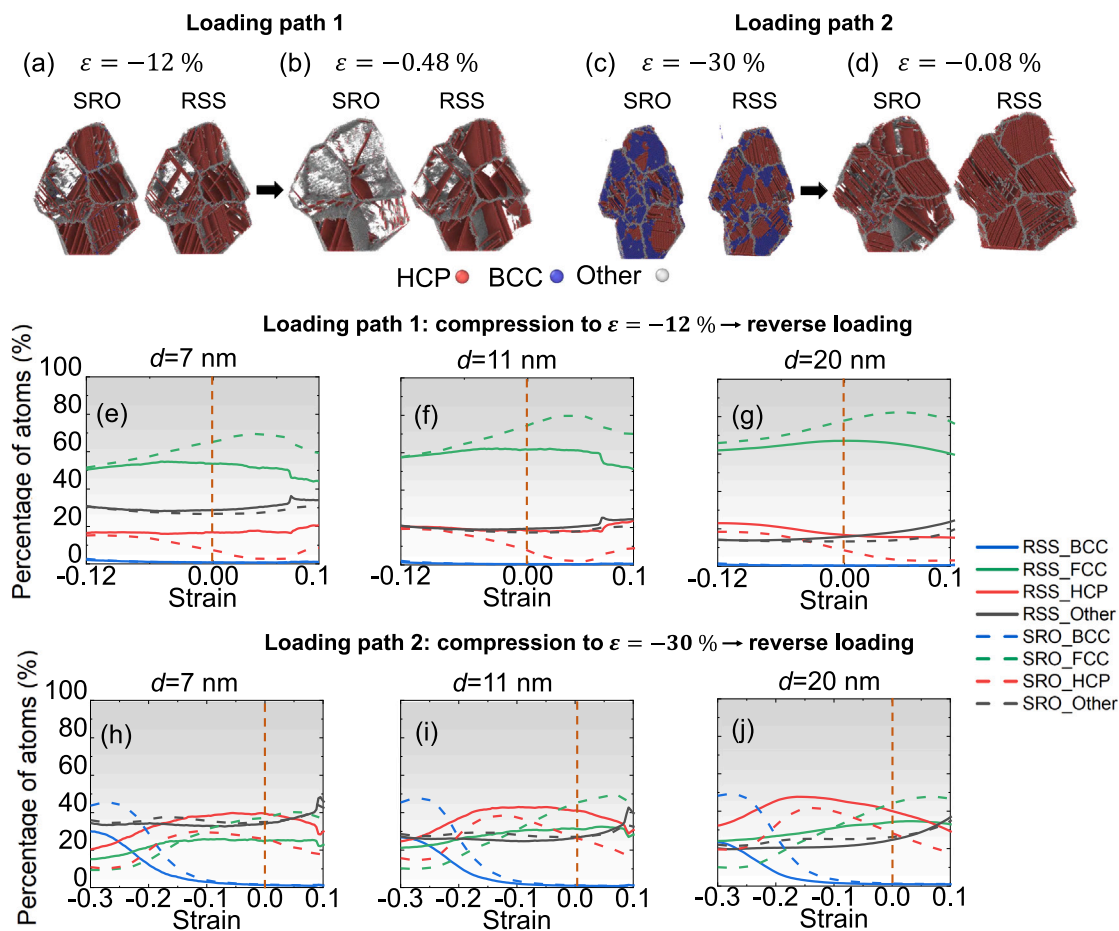 Loading path 1
Loading path 2
(a) ε = −12 %
(b) ε = −0.48 %
(c) ε = −30 %
(d) ε = −0.08 %
SRO RSS
SRO RSS
SRO RSS
SRO RSS
HCP BCC Other
Loading path 1: compression to ε = −12 % → reverse loading
d=7 nm
d=11 nm
d=20 nm
Percentage of atoms (%)
100
80
60
40
20
0
(e)
(f)
(g)
-0.12 0.00 0.1
-0.12 0.00 0.1
-0.12 0.00 0.1
Strain
Strain
Strain
RSS_BCC
RSS_FCC
RSS_HCP
RSS_Other
SRO_BCC
SRO_FCC
SRO_HCP
SRO_Other
Loading path 2: compression to ε = −30 % → reverse loading
d=7 nm
d=11 nm
d=20 nm
Percentage of atoms (%)
100
80
60
40
20
0
(h)
(i)
(j)
-0.3 -0.2 -0.1 0.0 0.1
-0.3 -0.2 -0.1 0.0 0.1
-0.3 -0.2 -0.1 0.0 0.1
Strain
Strain
Strain